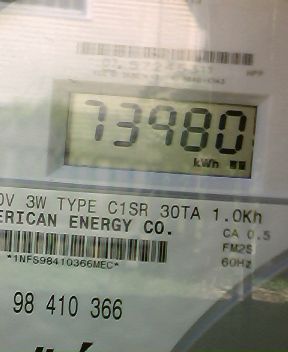 73980
kWh
0V 3W TYPE C1SR 30TA 1.0Kh
ERICAN ENERGY CO.
CA 0.5
FM2S
60Hz
*1NFS98410366MEC*
98 410 366